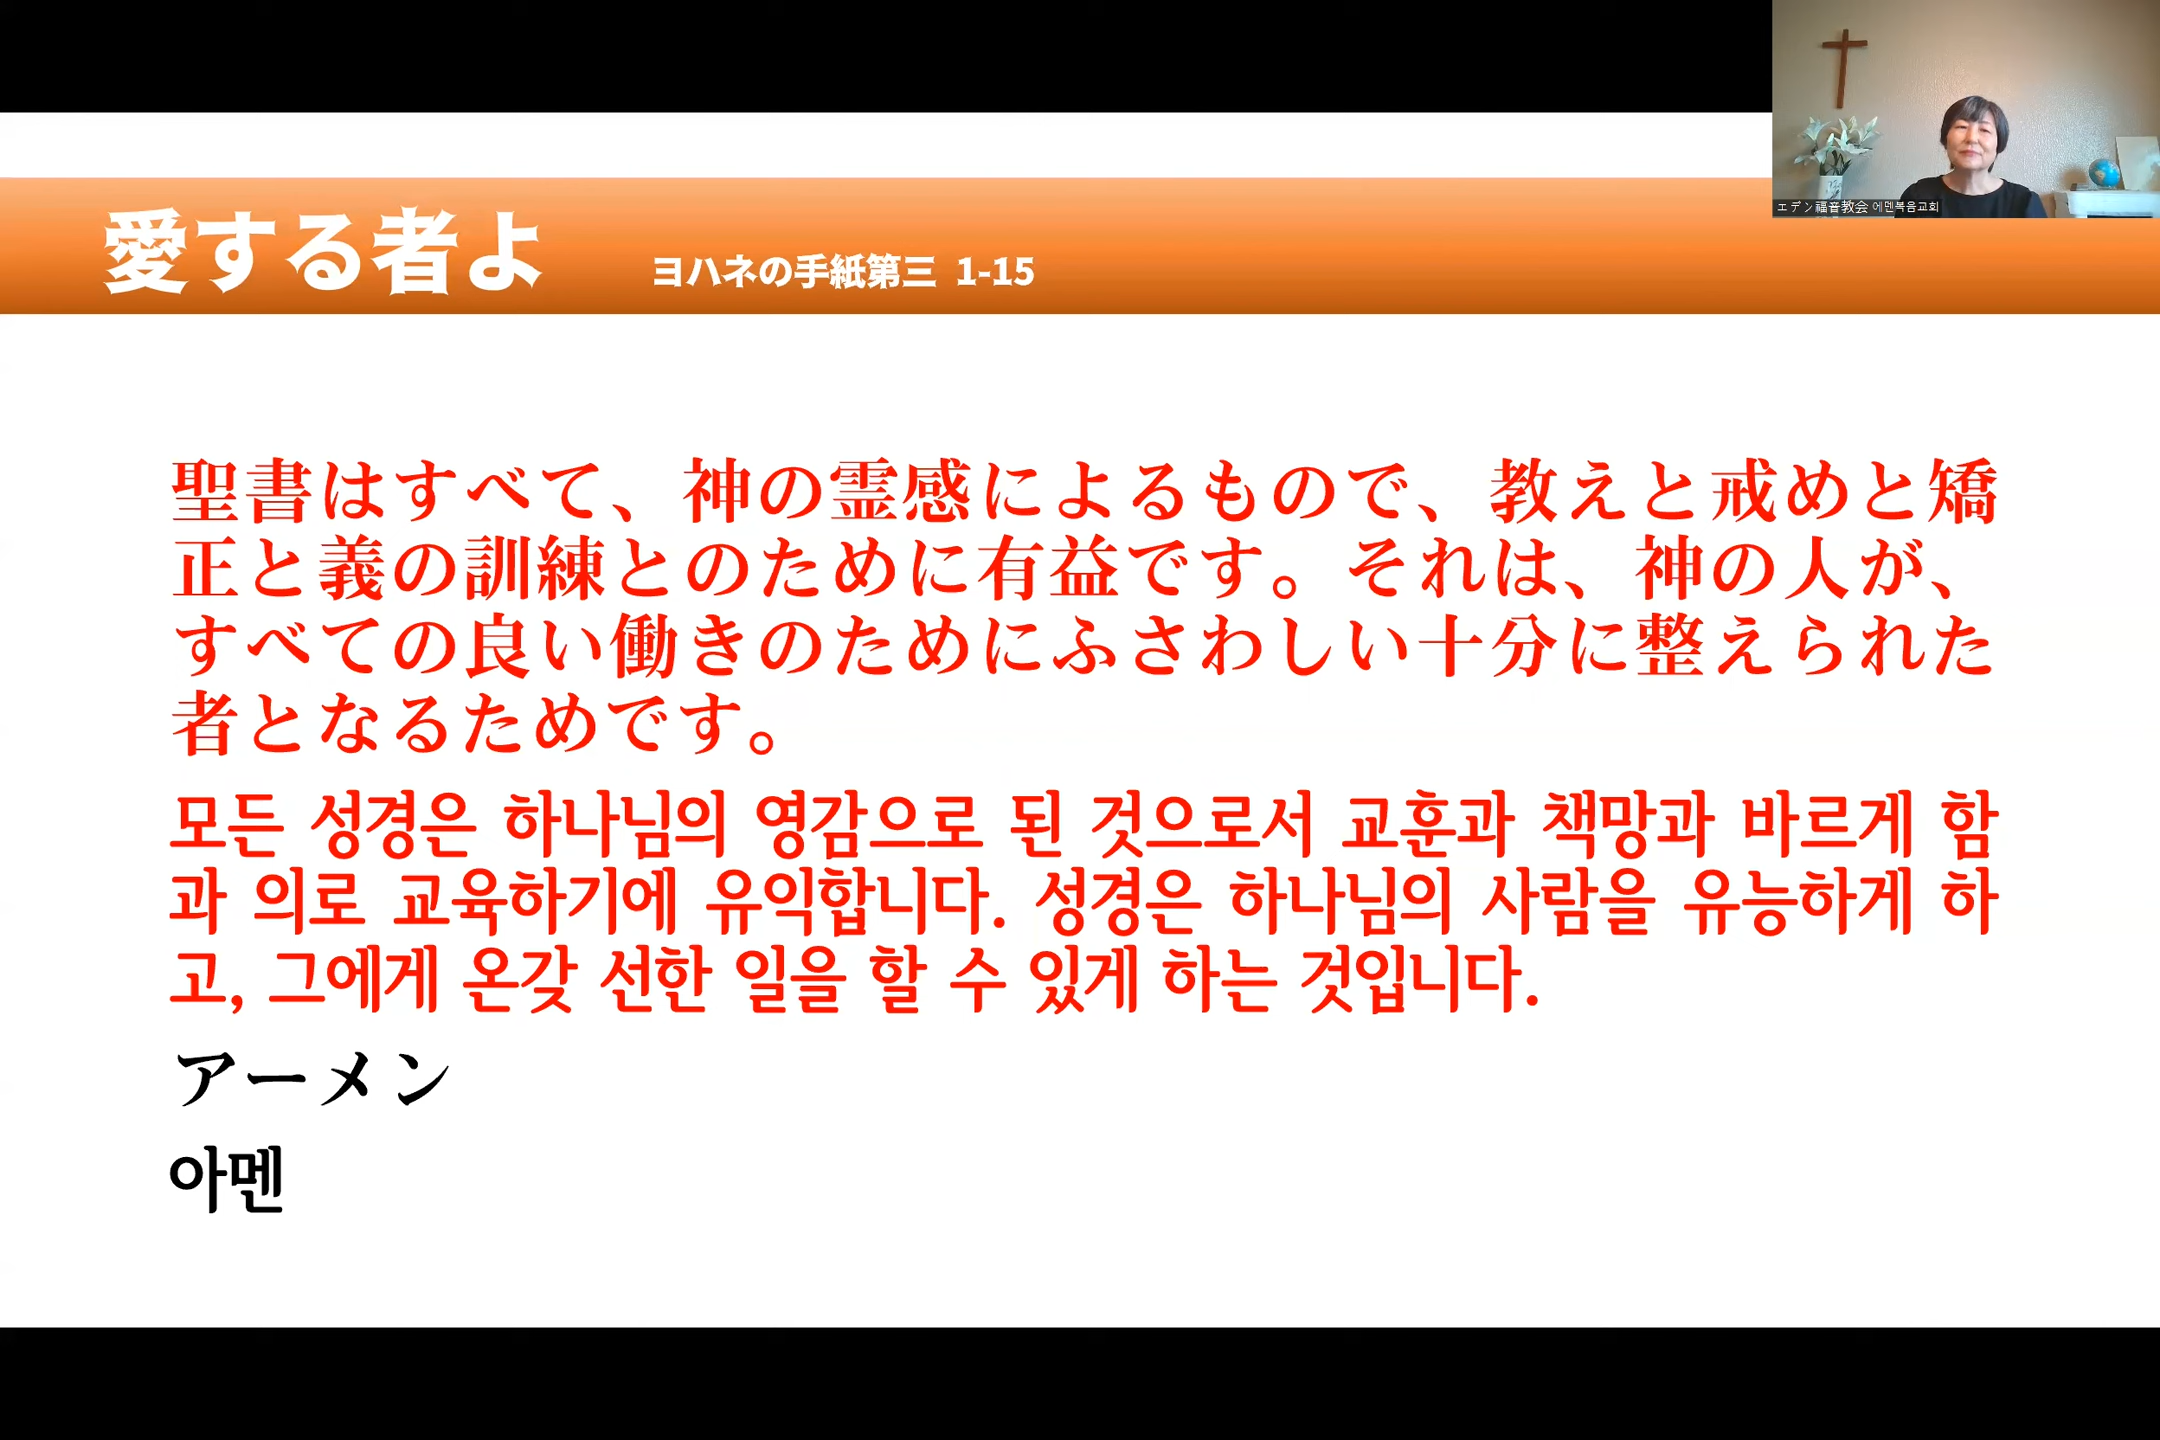 エデン福音教会 에덴복음교회
愛する者よ ヨハネの手紙第三 1-15
聖書はすべて、神の霊感によるもので、教えと戒めと矯
正と義の訓練とのために有益です。それは、神の人が、
すべての良い働きのためにふさわしい十分に整えられた
者となるためです。
모든 성경은 하나님의 영감으로 된 것으로서 교훈과 책망과 바르게 함
과 의로 교육하기에 유익합니다. 성경은 하나님의 사람을 유능하게 하
고, 그에게 온갖 선한 일을 할 수 있게 하는 것입니다.
アーメン
아멘